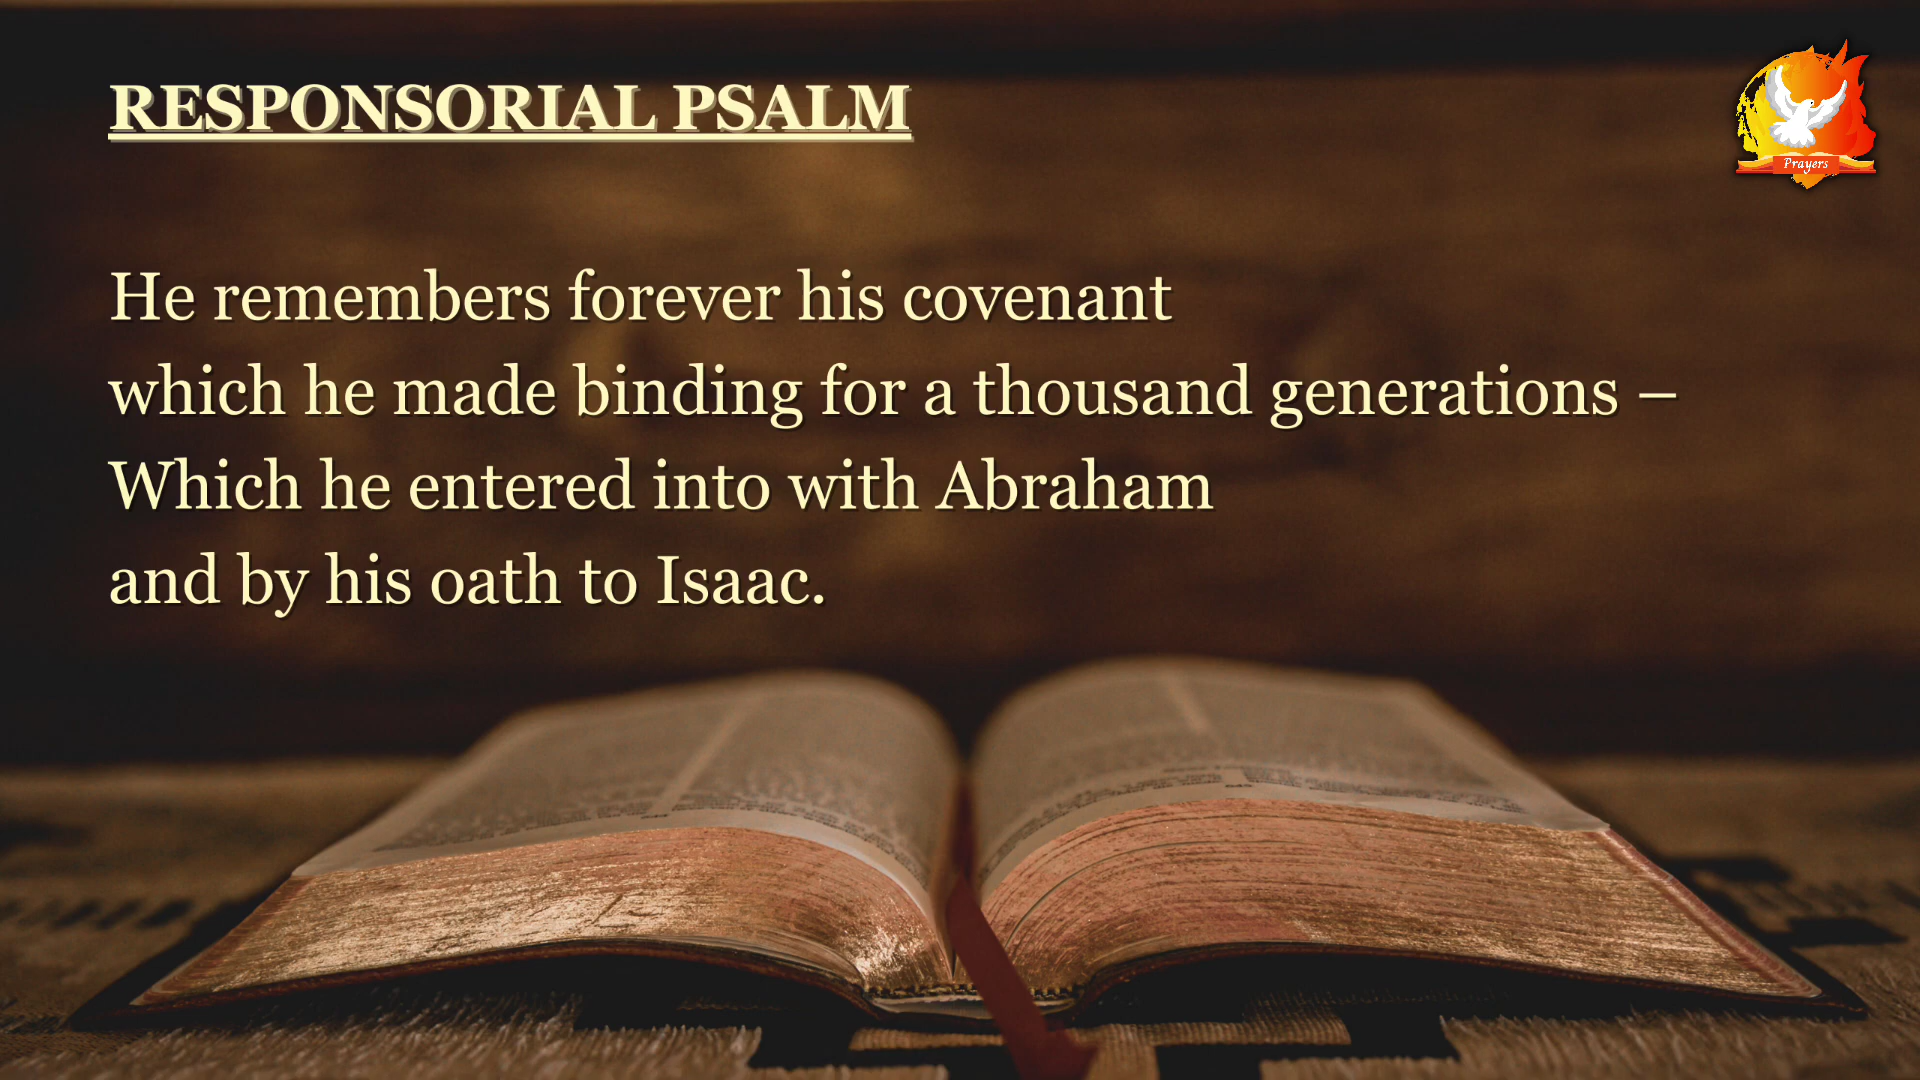 RESPONSORIAL PSALM
Prayers
He remembers forever his covenant
which he made binding for a thousand generations –
Which he entered into with Abraham
and by his oath to Isaac.